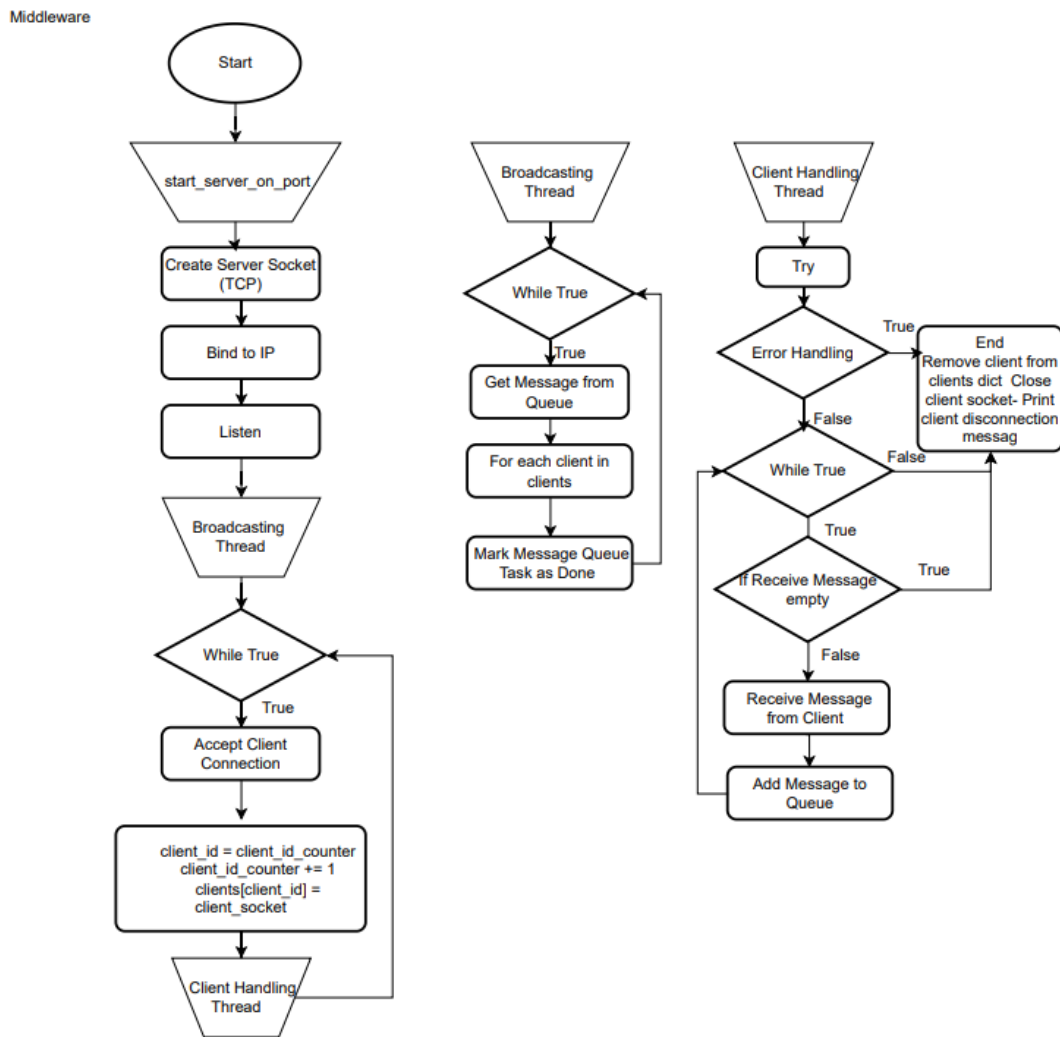 Middleware
Start
start_server_on_port
Create Server Socket
(TCP)
Bind to IP
Listen
Broadcasting
Thread
While True
True
Accept Client
Connection
client_id = client_id_counter
client_id_counter += 1
clients[client_id] =
client_socket
Client Handling
Thread
Broadcasting
Thread
While True
True
Get Message from
Queue
For each client in
clients
Mark Message Queue
Task as Done
Client Handling
Thread
Try
Error Handling
True
End
Remove client from
clients dict Close
client socket- Print
client disconnection
messag
False
While True
False
True
If Receive Message
empty
True
False
Receive Message
from Client
Add Message to
Queue